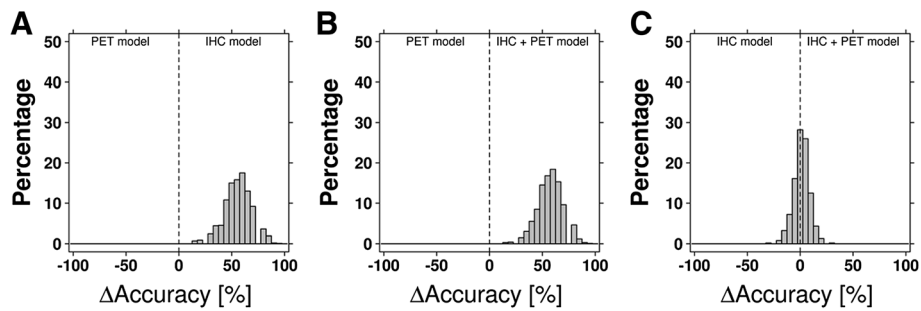 A
B
C
PET model IHC model
PET model IHC + PET model
IHC model IHC + PET model
Percentage
50
40
30
20
10
0
-100 -50 0 50 100
ΔAccuracy [%]
Percentage
50
40
30
20
10
0
-100 -50 0 50 100
ΔAccuracy [%]
Percentage
50
40
30
20
10
0
-100 -50 0 50 100
ΔAccuracy [%]